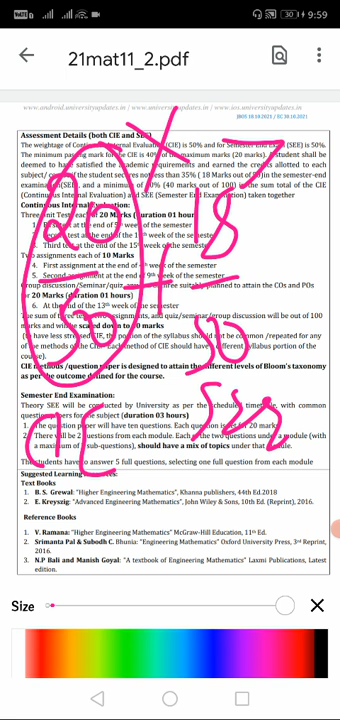 30 9:59
21mat11_2.pdf
www.android.universityupdates.in / www.universityupdates.in / www.ios.universityupdates.in
Assessment Details (both CIE and SEE)
The weightage of Continuous Internal Evaluation (CIE) is 50% and for Semester End Exam (SEE) is 50%.
The minimum passing mark for the CIE is 40% of the maximum marks (20 marks). A student shall be
deemed to have satisfied the academic requirements and earned the credits allotted to each
subject/ course if the student secures not less than 35% ( 18 Marks out of 50)in the semester-end
examination(SEE), and a minimum of 40% (40 marks out of 100) in the sum total of the CIE
(Continuous Internal Evaluation) and SEE (Semester End Examination) taken together
Continuous Internal Evaluation:
Three Unit Tests each of 20 Marks (duration 01 hour)
1. First test at the end of 5th week of the semester
2. Second test at the end of the 10th week of the semester
3. Third test at the end of the 15th week of the semester
Two assignments each of 10 Marks
4. First assignment at the end of 4th week of the semester
5. Second assignment at the end of 9th week of the semester
Group discussion/Seminar/quiz any one of three suitably planned to attain the COs and POs
for 20 Marks (duration 01 hours)
6. At the end of the 13th week of the semester
The sum of three tests, two assignments, and quiz/seminar/group discussion will be out of 100
marks and will be scaled down to 50 marks
(to have less stressed CIE, the portion of the syllabus should not be common /repeated for any
of the methods of the CIE. Each method of CIE should have a different syllabus portion of the
course).
CIE methods /question paper is designed to attain the different levels of Bloom's taxonomy
as per the outcome defined for the course.
Semester End Examination:
Theory SEE will be conducted by University as per the scheduled timetable, with common
question papers for the subject (duration 03 hours)
1. The question paper will have ten questions. Each question is set for 20 marks
2. There will be 2 questions from each module. Each of the two questions under a module (with
a maximum of 3 sub-questions), should have a mix of topics under that module.
The students have to answer 5 full questions, selecting one full question from each module
Suggested Learning Resources:
Text Books
1. B. S. Grewal: "Higher Engineering Mathematics", Khanna publishers, 44th Ed.2018
2. E. Kreyszig: "Advanced Engineering Mathematics", John Wiley & Sons, 10th Ed. (Reprint), 2016.
Reference Books
1. V. Ramana: "Higher Engineering Mathematics" McGraw-Hill Education, 11th Ed.
2. Srimanta Pal & Subodh C. Bhunia: "Engineering Mathematics" Oxford University Press, 3rd Reprint,
2016.
3. N.P Bali and Manish Goyal: "A textbook of Engineering Mathematics" Laxmi Publications, Latest
edition.
20
50
18
50
Size